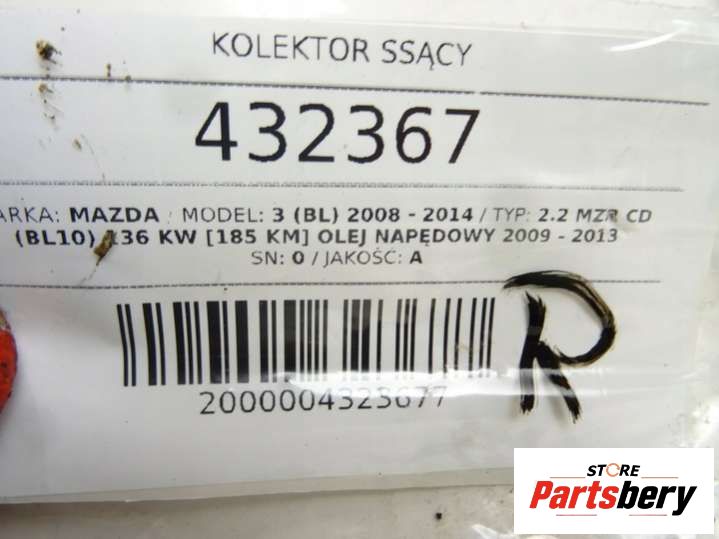 KOLEKTOR SSĄCY
432367
ARKA: MAZDA / MODEL: 3 (BL) 2008 - 2014 / TYP: 2.2 MZR CD
(BL10) 136 KW [185 KM] OLEJ NAPĘDOWY 2009 - 2013
SN: 0 / JAKOŚĆ: A
2000004323677
R
STORE
Partsbery